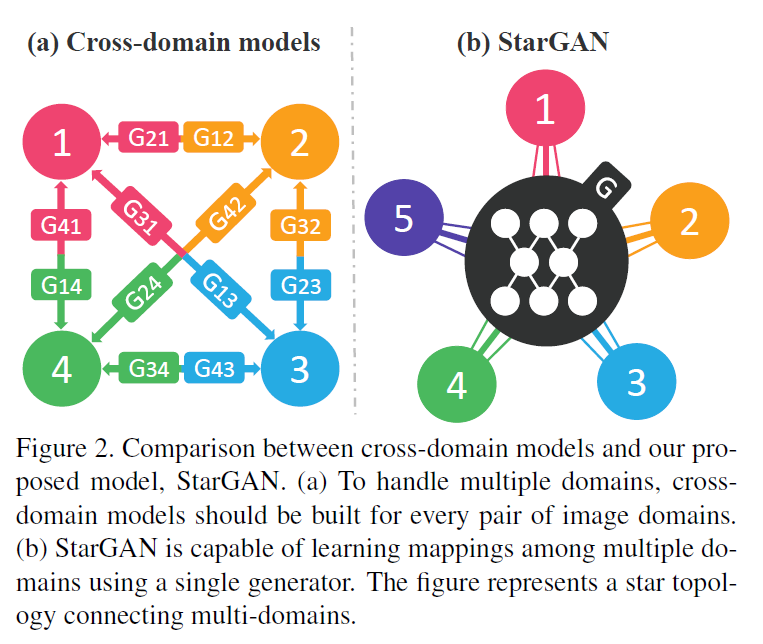 (a) Cross-domain models
1
G21
G12
2
G41
G31
G42
G32
G14
G24
G13
G23
4
G34
G43
3
(b) StarGAN
1
G
5
2
4
3
Figure 2. Comparison between cross-domain models and our pro-
posed model, StarGAN. (a) To handle multiple domains, cross-
domain models should be built for every pair of image domains.
(b) StarGAN is capable of learning mappings among multiple do-
mains using a single generator. The figure represents a star topol-
ogy connecting multi-domains.